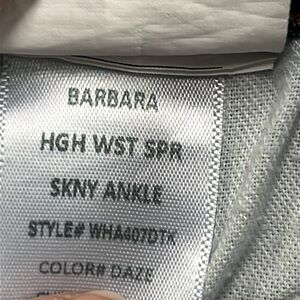 BARBARA
HGH WST SPR
SKNY ANKLE
STYLE# WHA407DTK
COLOR# DAZE